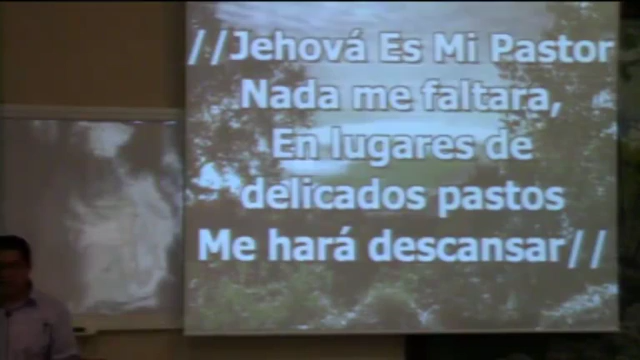 //Jehová Es Mi Pastor
Nada me faltara,
En lugares de
delicados pastos
Me hará descansar//